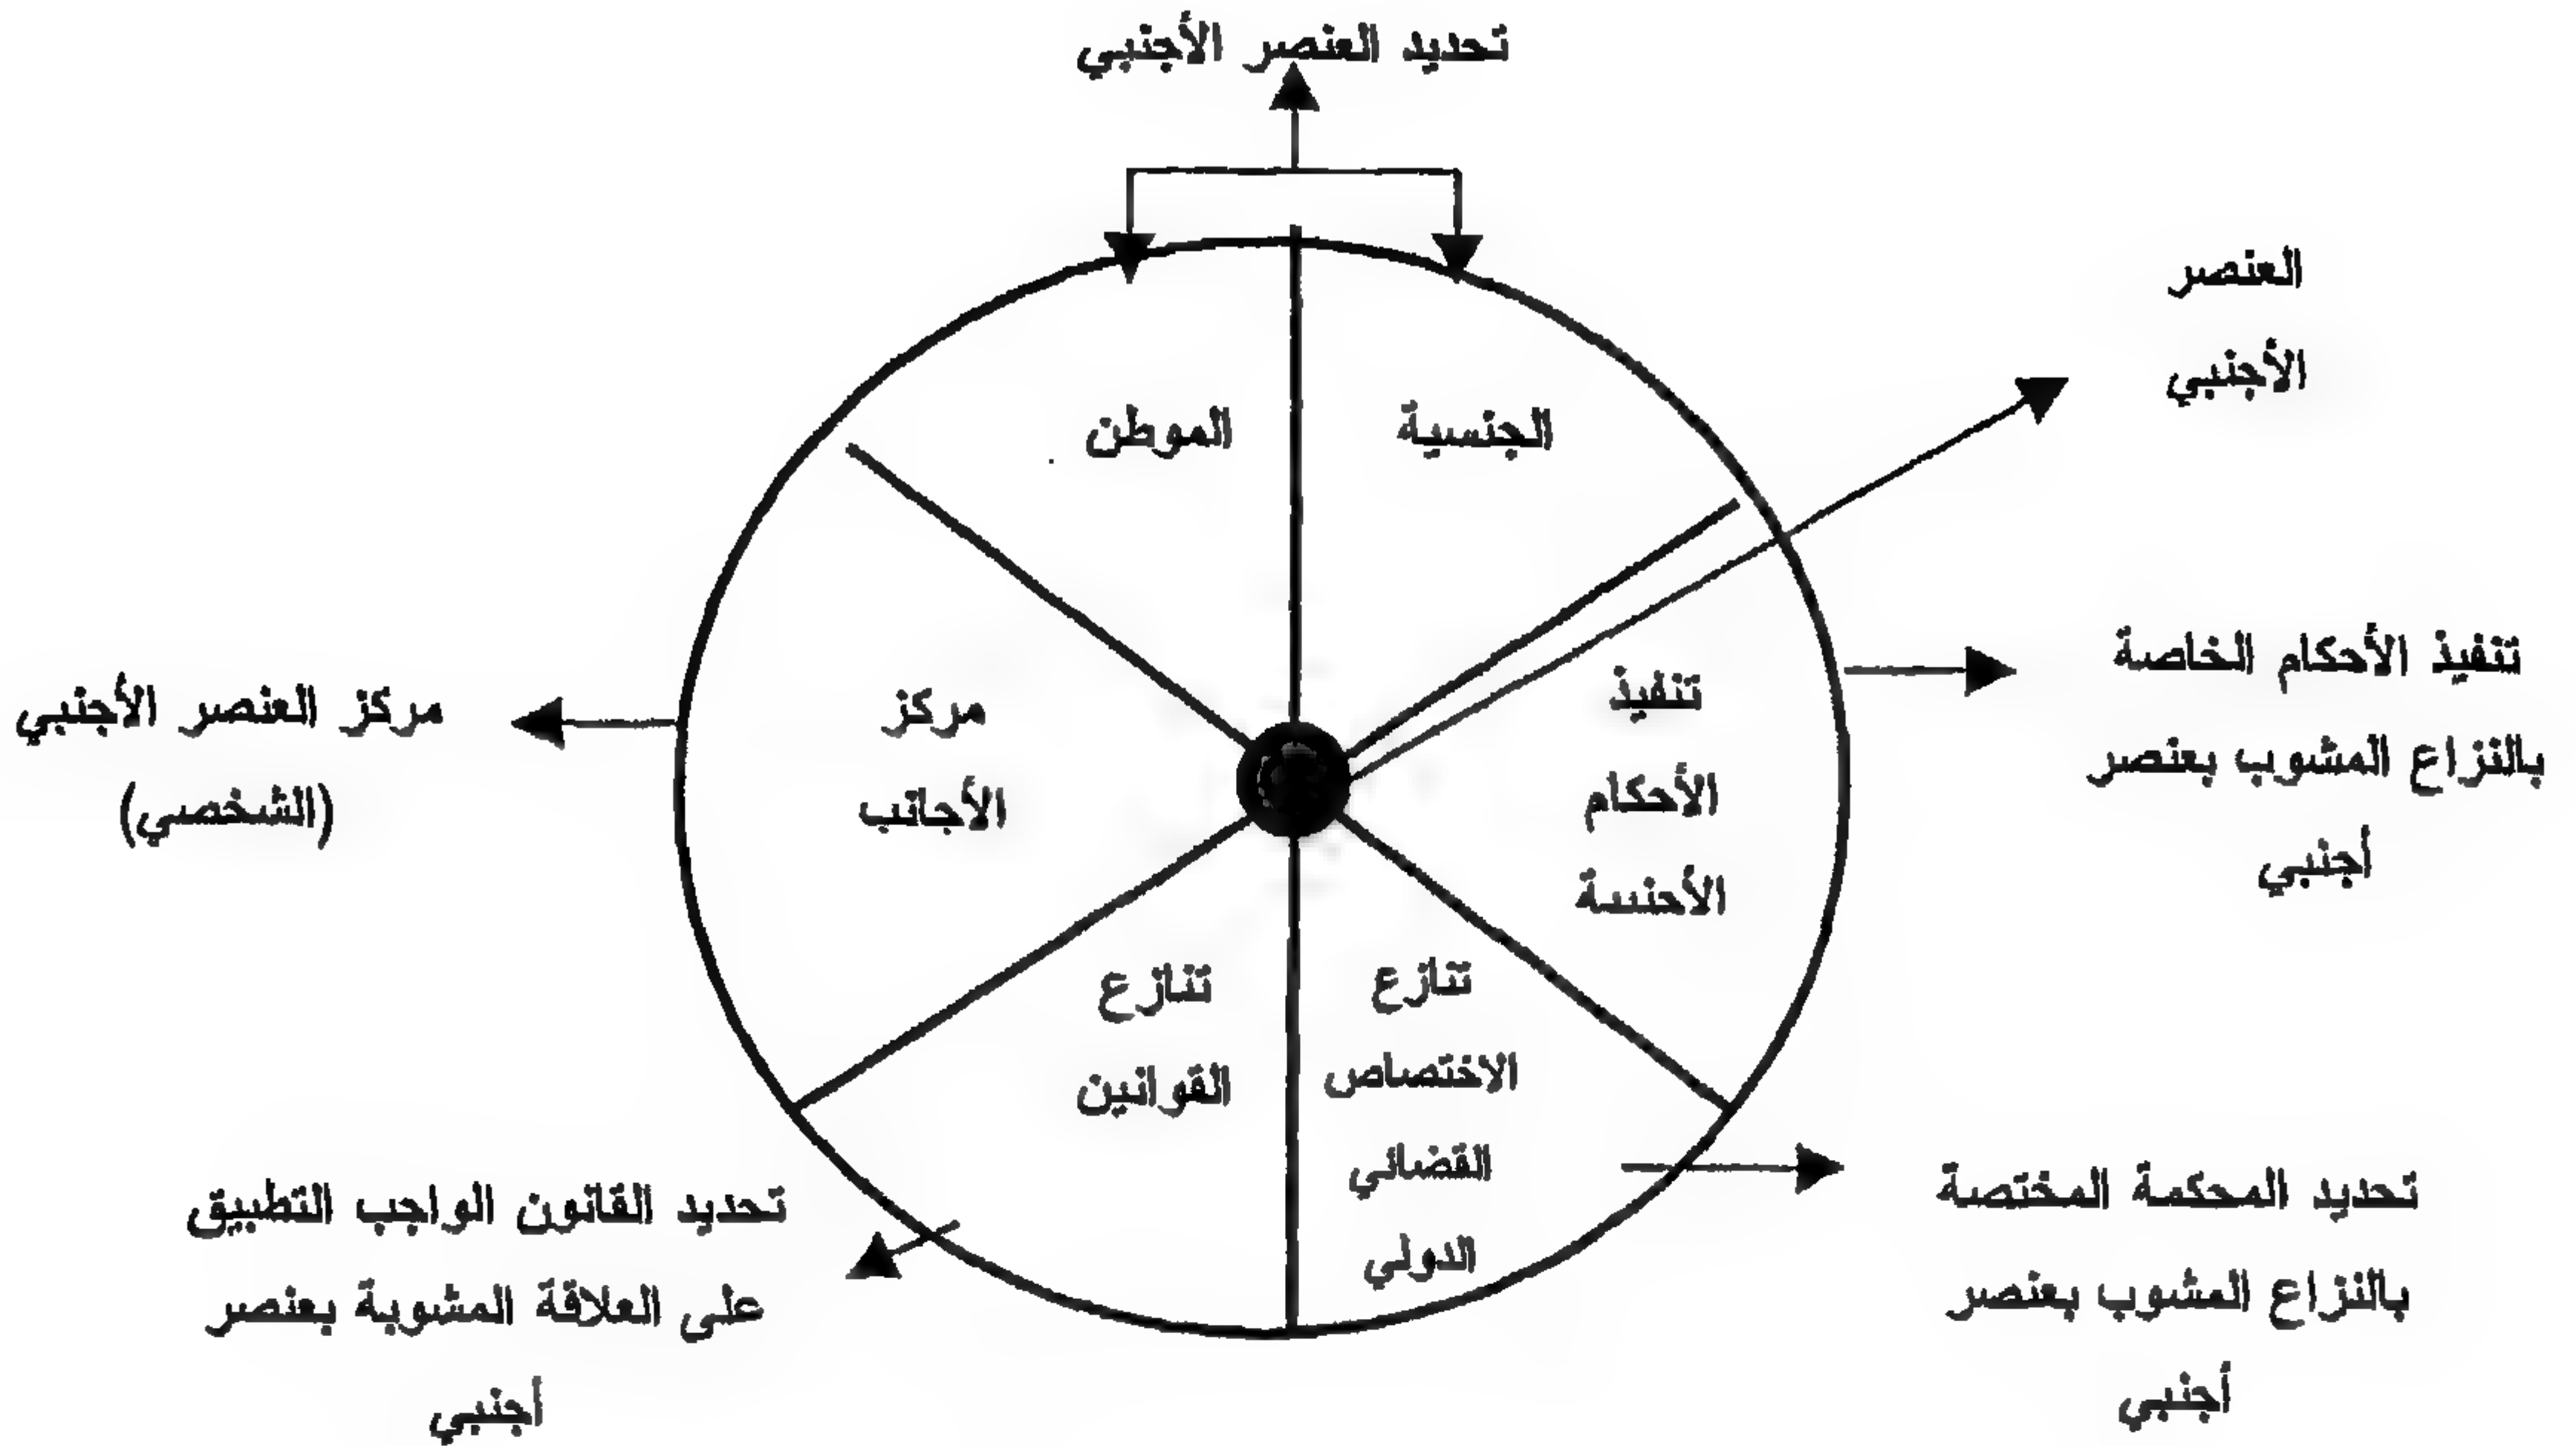 تحديد العنصر الأجنبي
العنصر
الأجنبي
الجنسية
الموطن
تنفيذ الأحكام الخاصة
بالنزاع المشوب بعنصر
أجنبي
تنفيذ
الأحكام
الأجنبية
مركز
الأجانب
مركز العنصر الأجنبي
(الشخصي)
تنازع
الاختصاص
القضائي
الدولي
تنازع
القوانين
تحديد المحكمة المختصة
بالنزاع المشوب بعنصر
أجنبي
تحديد القانون الواجب التطبيق
على العلاقة المشوبة بعنصر
أجنبي